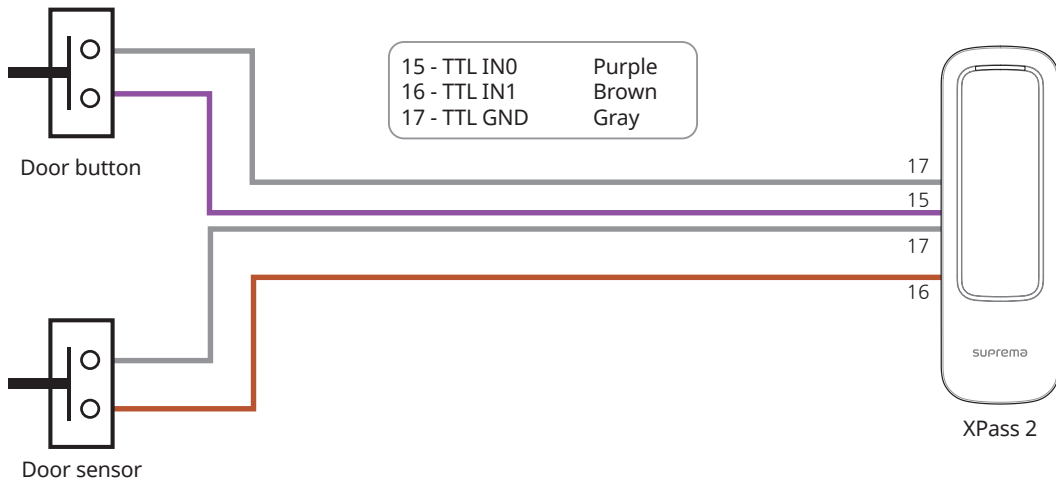 15 - TTL IN0 Purple
16 - TTL IN1 Brown
17 - TTL GND Gray
Door button
17
15
17
16
suprema
XPass 2
Door sensor